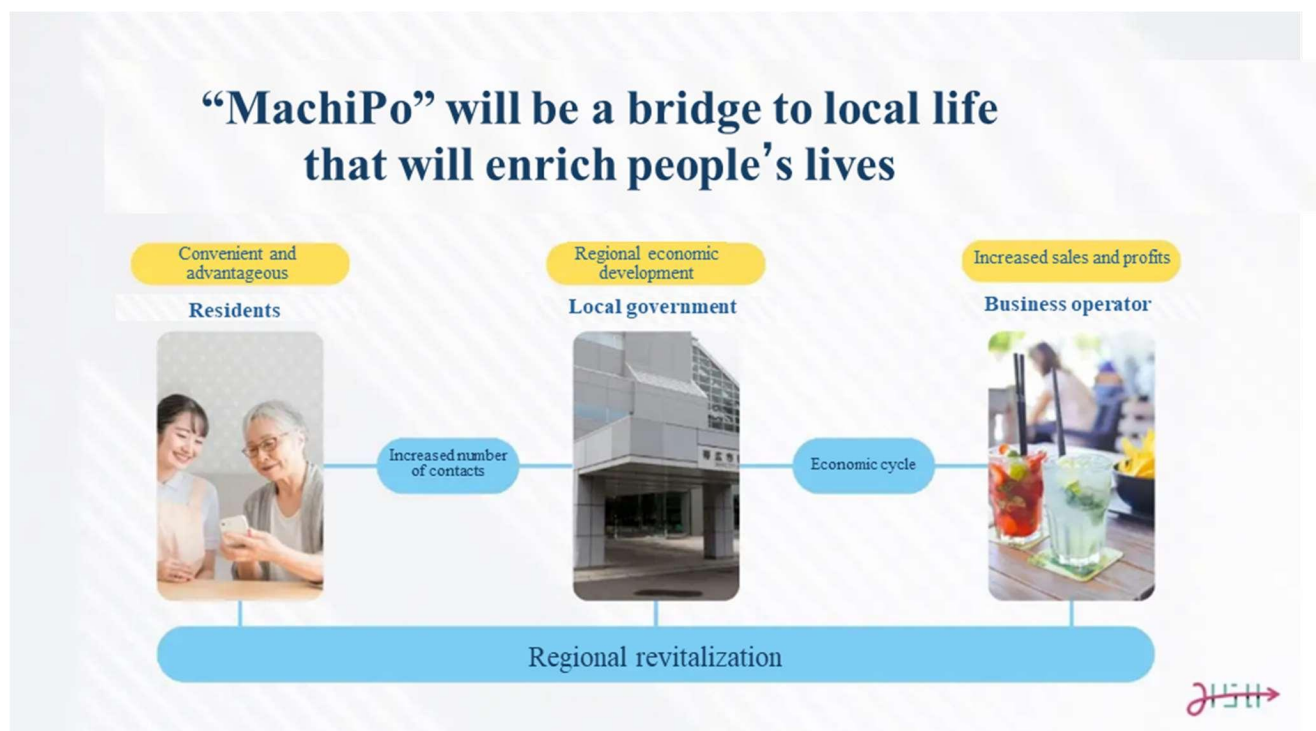 “MachiPo” will be a bridge to local life
that will enrich people’s lives
Convenient and
advantageous
Residents
Regional economic
development
Local government
Increased sales and profits
Business operator
Increased number
of contacts
Economic cycle
Regional revitalization